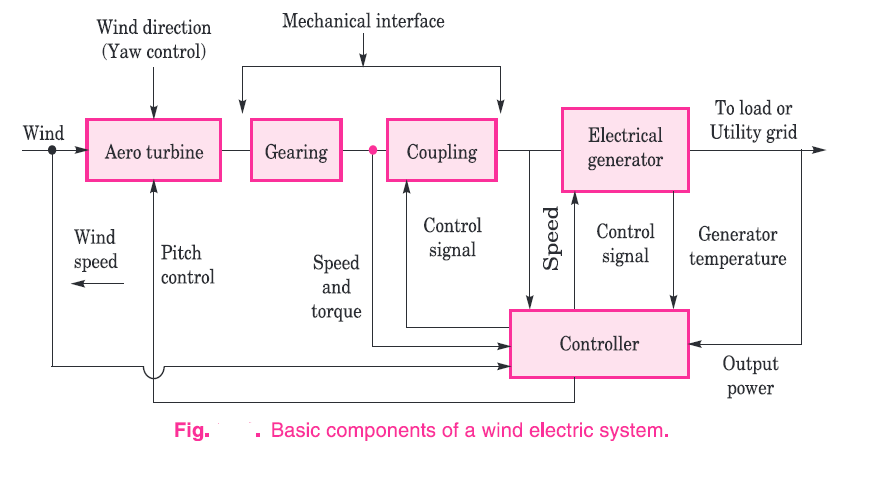 Wind direction
(Yaw control)
Mechanical interface
Wind
Aero turbine
Gearing
Coupling
Electrical
generator
To load or
Utility grid
Wind
speed
Pitch
control
Speed
and
torque
Control
signal
Speed
Control
signal
Generator
temperature
Controller
Output
power
Fig. . Basic components of a wind electric system.